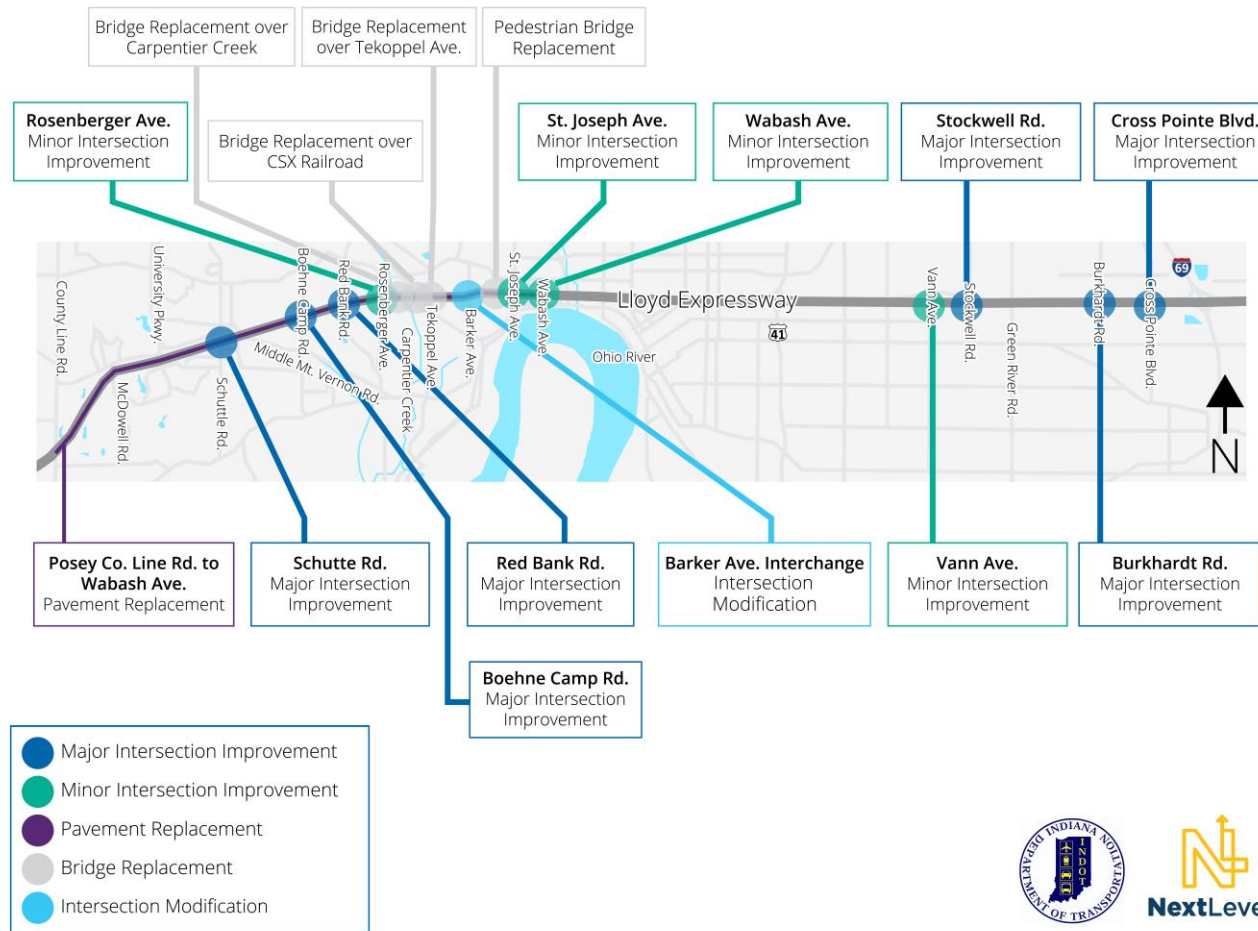 Bridge Replacement over
Carpentier Creek
Bridge Replacement
over Tekoppel Ave.
Pedestrian Bridge
Replacement
Rosenberger Ave.
Minor Intersection
Improvement
Bridge Replacement over
CSX Railroad
St. Joseph Ave.
Minor Intersection
Improvement
Wabash Ave.
Minor Intersection
Improvement
Stockwell Rd.
Major Intersection
Improvement
Cross Pointe Blvd.
Major Intersection
Improvement
County Line Rd.
University Pkwy.
McDowell Rd.
Schuttle Rd.
Boehne Camp Rd.
Middle Mt. Vernon Rd.
Red Bank Rd.
Rosenberger Ave.
Carpentier Creek
Tekoppel Ave.
Barker Ave.
St. Joseph Ave.
Wabash Ave.
Ohio River
Lloyd Expressway
41
Vann Ave.
Stockwell Rd.
Green River Rd.
Burkhardt Rd.
Cross Pointe Blvd.
69
N
Posey Co. Line Rd. to
Wabash Ave.
Pavement Replacement
Schutte Rd.
Major Intersection
Improvement
Red Bank Rd.
Major Intersection
Improvement
Barker Ave. Interchange
Intersection
Modification
Vann Ave.
Minor Intersection
Improvement
Burkhardt Rd.
Major Intersection
Improvement
Boehne Camp Rd.
Major Intersection
Improvement
Major Intersection Improvement
Minor Intersection Improvement
Pavement Replacement
Bridge Replacement
Intersection Modification
INDIANA DEPARTMENT OF TRANSPORTATION
INDOT
NextLeve